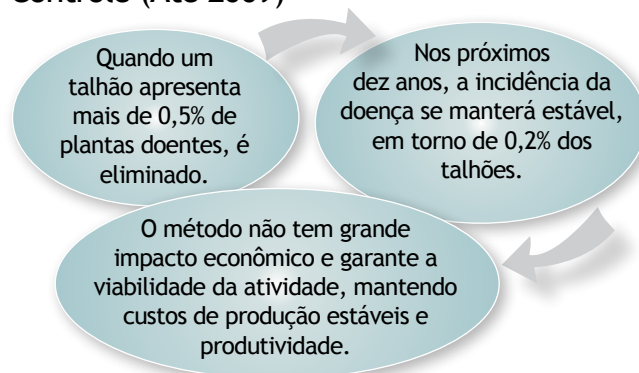 Controle (Até 2009)
Quando um
talhão apresenta
mais de 0,5% de
plantas doentes, é
eliminado.
Nos próximos
dez anos, a incidência da
doença se manterá estável,
em torno de 0,2% dos
talhões.
O método não tem grande
impacto econômico e garante a
viabilidade da atividade, mantendo
custos de produção estáveis e
produtividade.